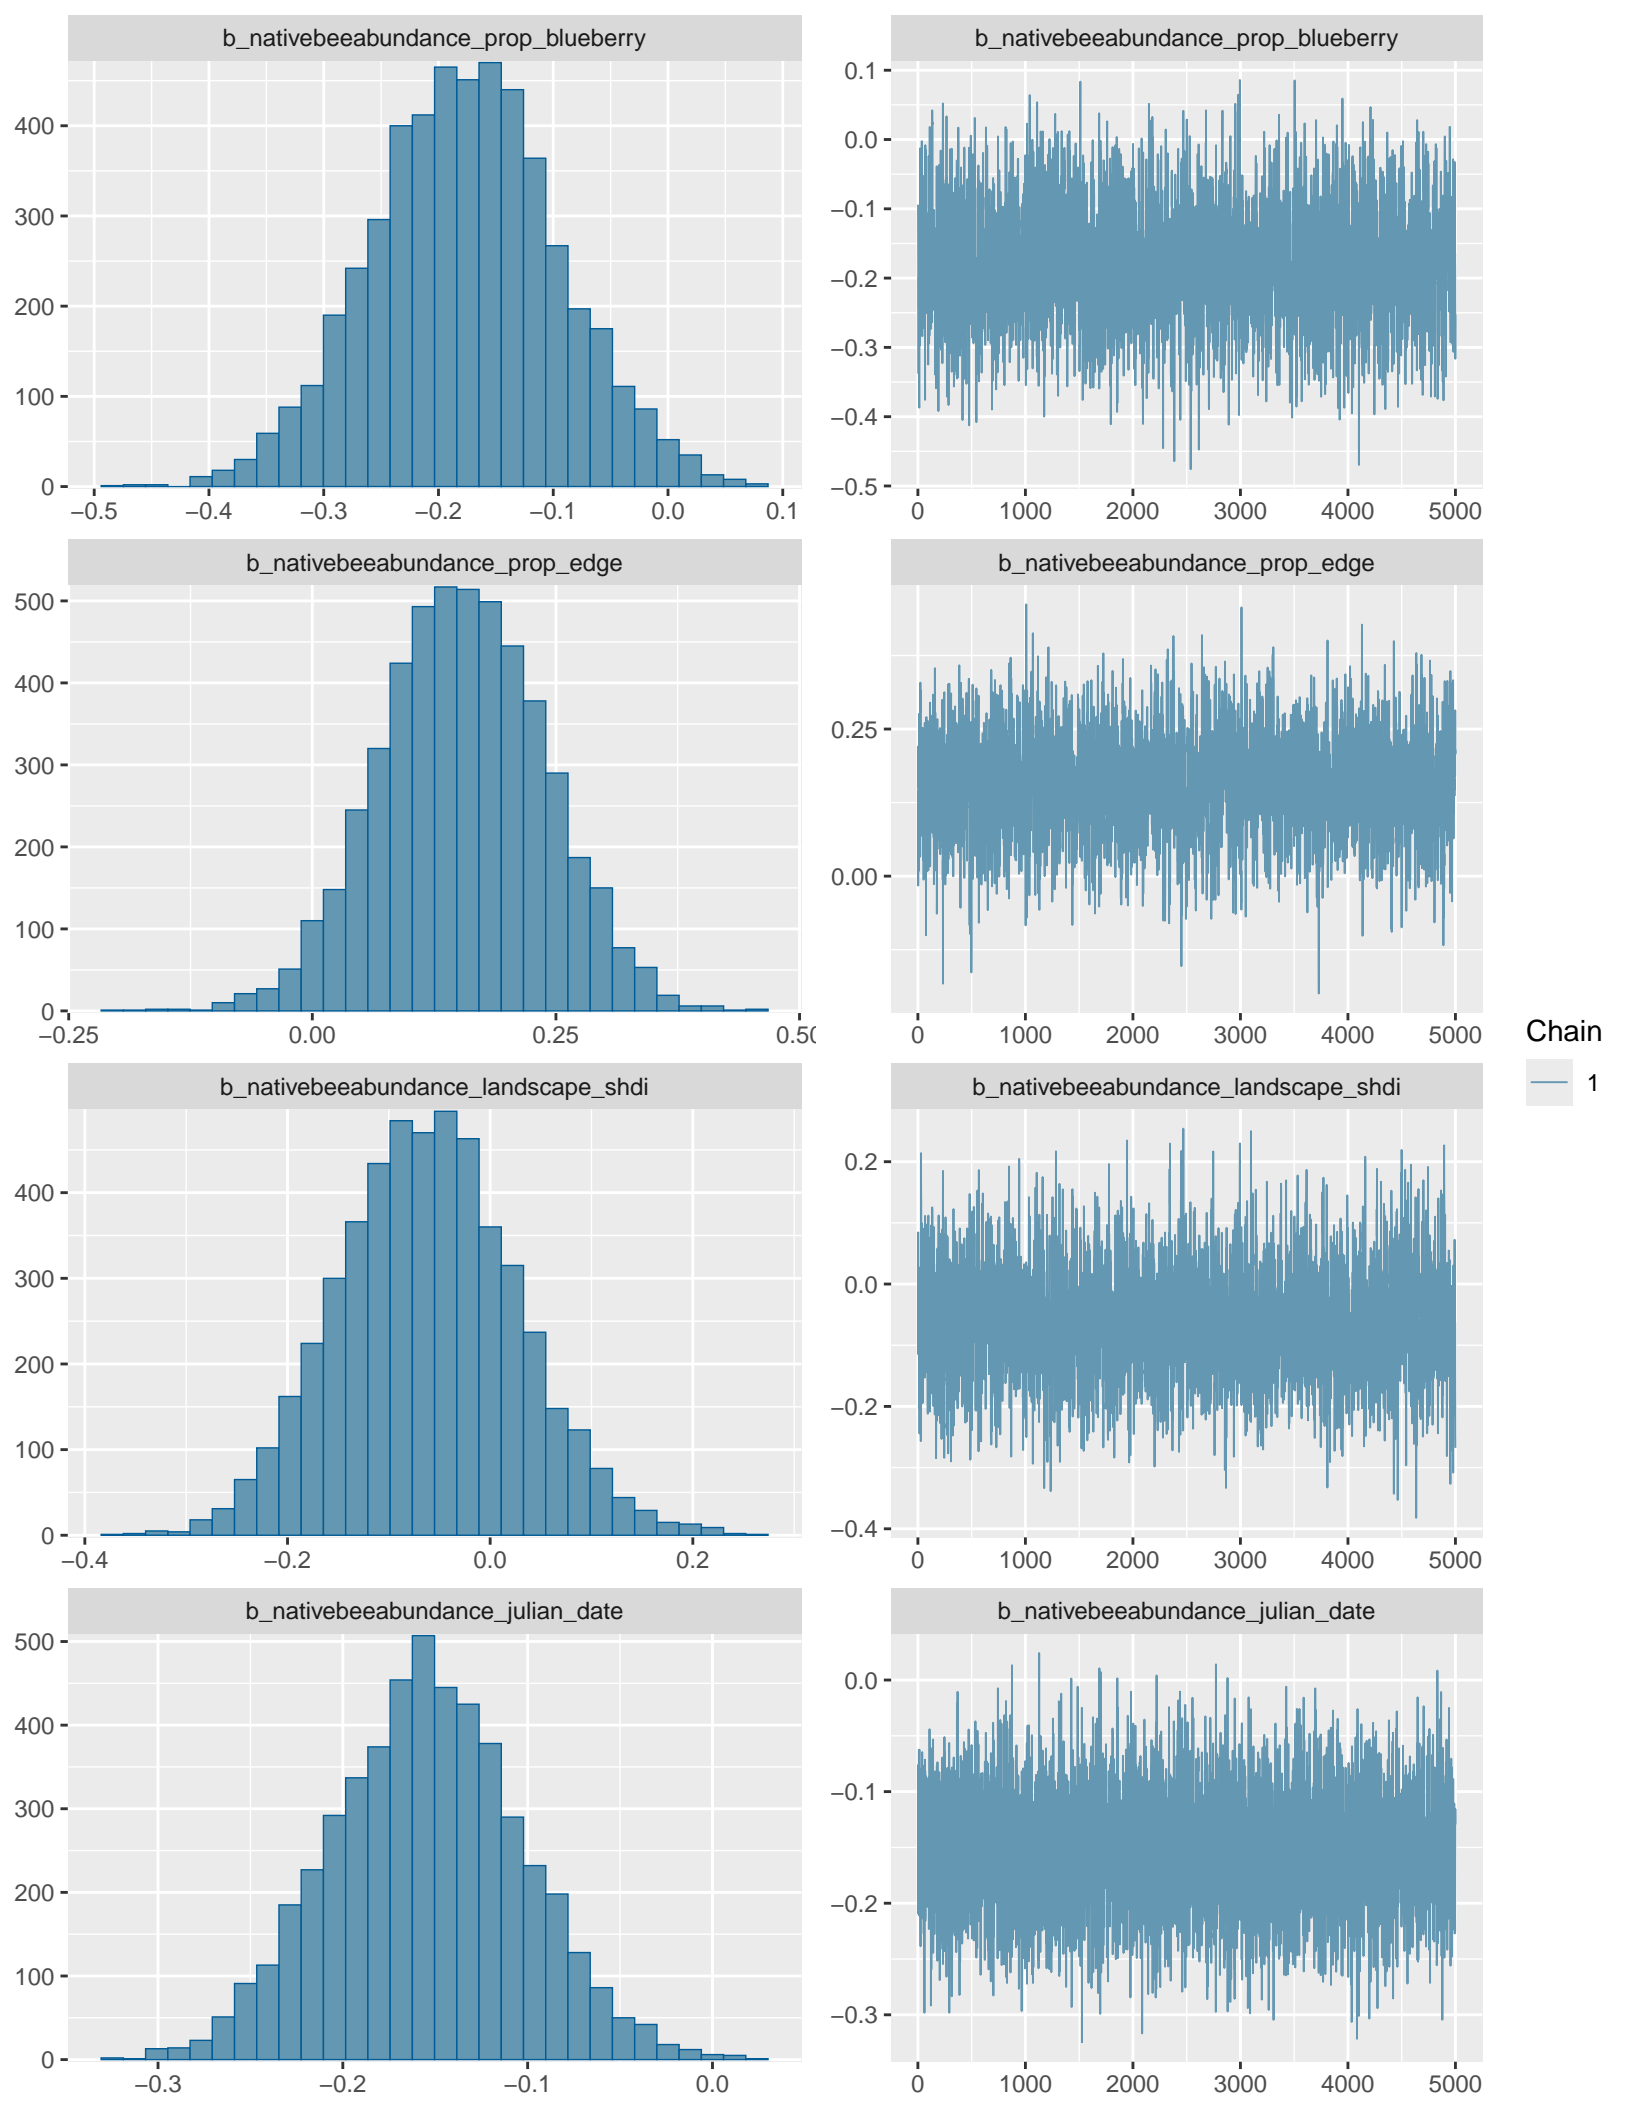 b_nativebeeabundance_prop_blueberry
400
300
200
100
0
−0.5 −0.4 −0.3 −0.2 −0.1 0.0 0.1
b_nativebeeabundance_prop_blueberry
0.1
0.0
−0.1
−0.2
−0.3
−0.4
−0.5
0 1000 2000 3000 4000 5000
b_nativebeeabundance_prop_edge
500
400
300
200
100
0
−0.25 0.00 0.25 0.50
b_nativebeeabundance_prop_edge
0.25
0.00
0 1000 2000 3000 4000 5000
b_nativebeeabundance_landscape_shdi
400
300
200
100
0
−0.4 −0.2 0.0 0.2
b_nativebeeabundance_landscape_shdi
0.2
0.0
−0.2
−0.4
0 1000 2000 3000 4000 5000
b_nativebeeabundance_julian_date
500
400
300
200
100
0
−0.3 −0.2 −0.1 0.0
b_nativebeeabundance_julian_date
0.0
−0.1
−0.2
−0.3
0 1000 2000 3000 4000 5000
Chain
1